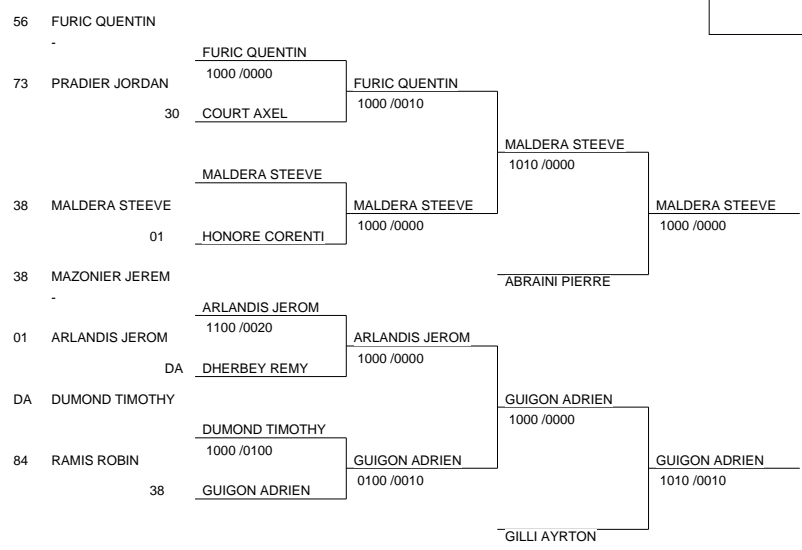 56 FURIC QUENTIN
-
FURIC QUENTIN
1000 /0000
73 PRADIER JORDAN
FURIC QUENTIN
1000 /0010
30 COURT AXEL
MALDERA STEEVE
1010 /0000
MALDERA STEEVE
38 MALDERA STEEVE
MALDERA STEEVE
1000 /0000
MALDERA STEEVE
1000 /0000
01 HONORE CORENTI
38 MAZONIER JEREM
-
ABRAINI PIERRE
ARLANDIS JEROM
1100 /0020
01 ARLANDIS JEROM
ARLANDIS JEROM
1000 /0000
DA DHERBEY REMY
DA DUMOND TIMOTHY
GUIGON ADRIEN
1000 /0000
DUMOND TIMOTHY
1000 /0100
84 RAMIS ROBIN
GUIGON ADRIEN
0100 /0010
GUIGON ADRIEN
1010 /0010
38 GUIGON ADRIEN
GILLI AYRTON